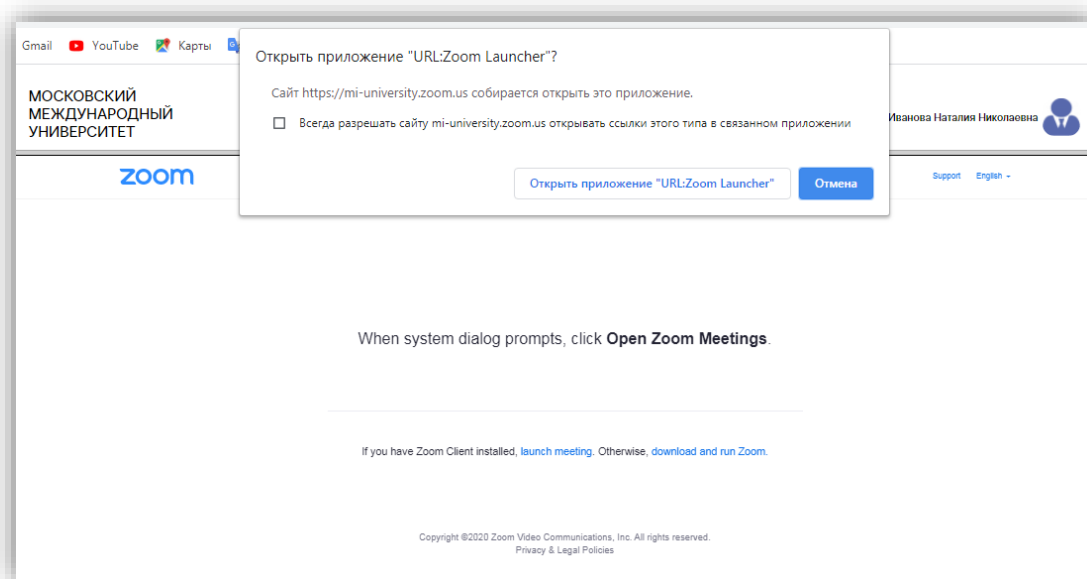 Gmail YouTube Карты
Открыть приложение "URL:Zoom Launcher"?
Сайт https://mi-university.zoom.us собирается открыть это приложение.
Всегда разрешать сайту mi-university.zoom.us открывать ссылки этого типа в связанном приложении
Открыть приложение "URL:Zoom Launcher" Отмена
МОСКОВСКИЙ
МЕЖДУНАРОДНЫЙ
УНИВЕРСИТЕТ
Иванова Наталия Николаевна
zoom
Support English
When system dialog prompts, click Open Zoom Meetings.
If you have Zoom Client installed, launch meeting. Otherwise, download and run Zoom.
Copyright ©2020 Zoom Video Communications, Inc. All rights reserved.
Privacy & Legal Policies